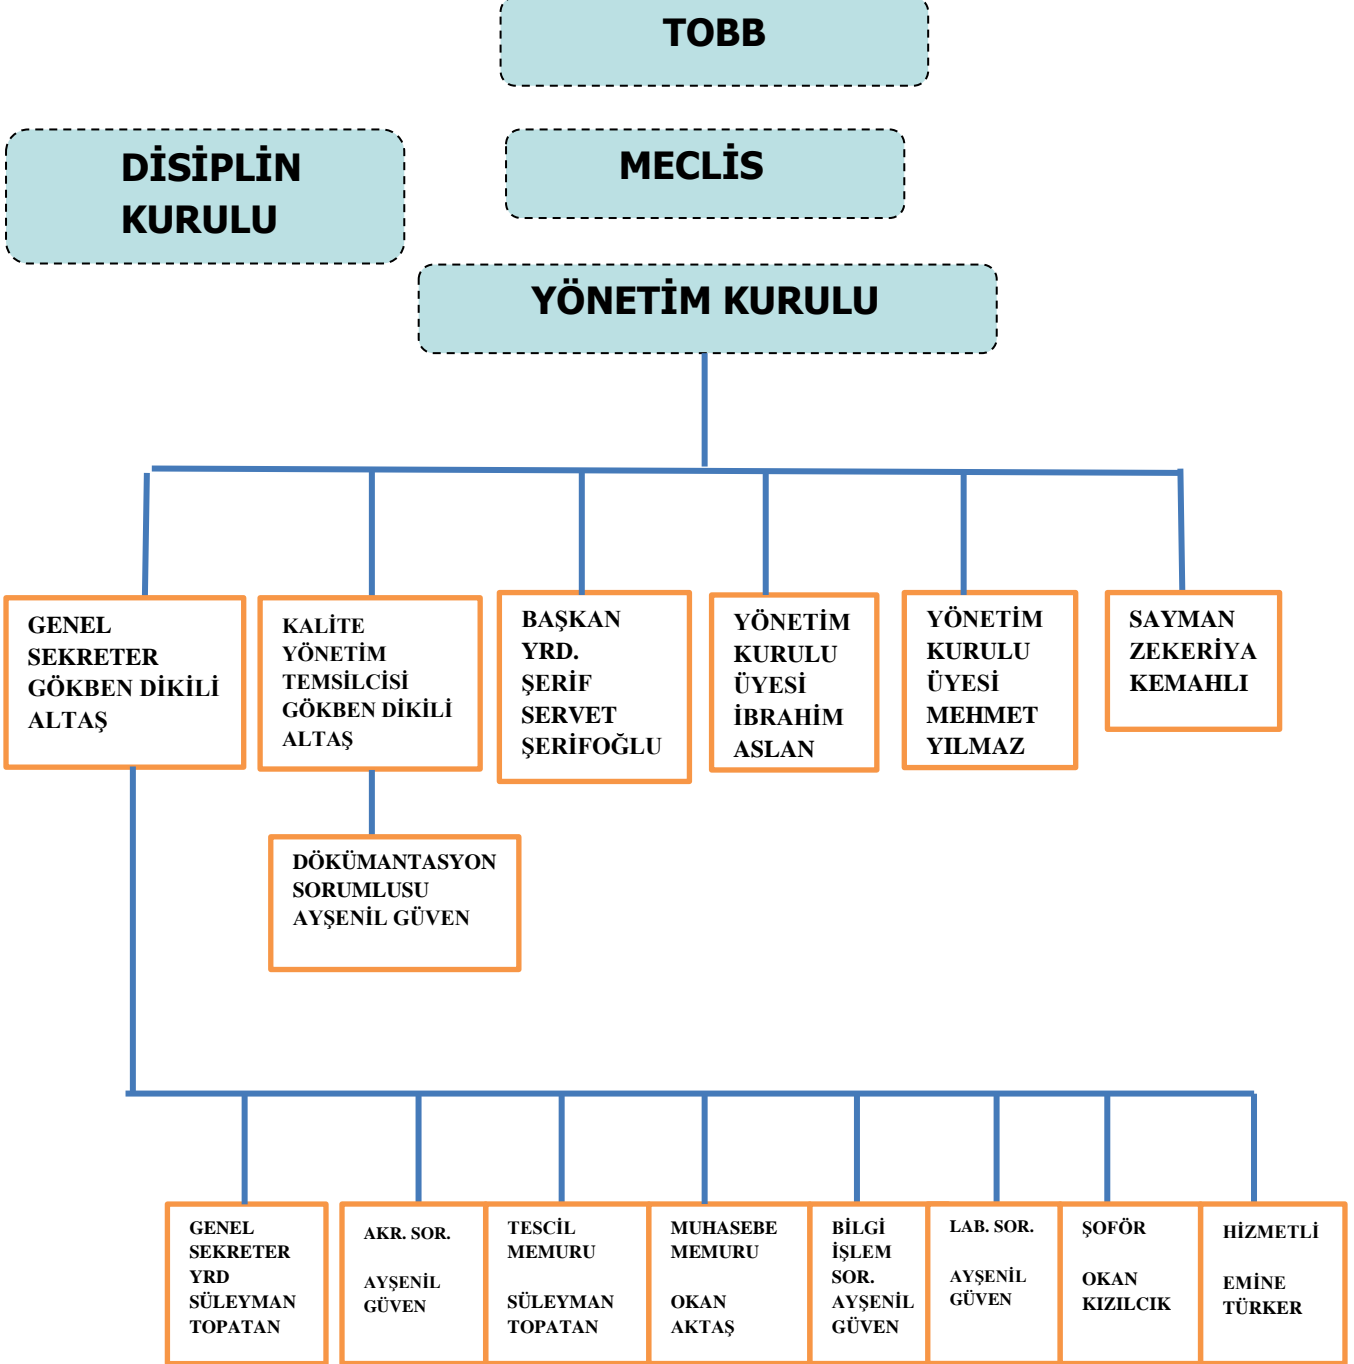 TOBB
DİSİPLİN
KURULU
MECLİS
YÖNETİM KURULU
GENEL
SEKRETER
GÖKBEN DİKİLİ
ALTAŞ
KALİTE
YÖNETİM
TEMSİLCİSİ
GÖKBEN DİKİLİ
ALTAŞ
BAŞKAN
YRD.
ŞERİF
SERVET
ŞERİFOĞLU
YÖNETİM
KURULU
ÜYESİ
İBRAHİM
ASLAN
YÖNETİM
KURULU
ÜYESİ
MEHMET
YILMAZ
SAYMAN
ZEKERİYA
KEMAHLI
DÖKÜMANTASYON
SORUMLUSU
AYŞENİL GÜVEN
GENEL
SEKRETER
YRD
SÜLEYMAN
TOPATAN
AKR. SOR.
AYŞENİL
GÜVEN
TESCİL
MEMURU
SÜLEYMAN
TOPATAN
MUHASEBE
MEMURU
OKAN
AKTAŞ
BİLGİ
İŞLEM
SOR.
AYŞENİL
GÜVEN
LAB. SOR.
AYŞENİL
GÜVEN
ŞOFÖR
OKAN
KIZILCIK
HİZMETLİ
EMİNE
TÜRKER